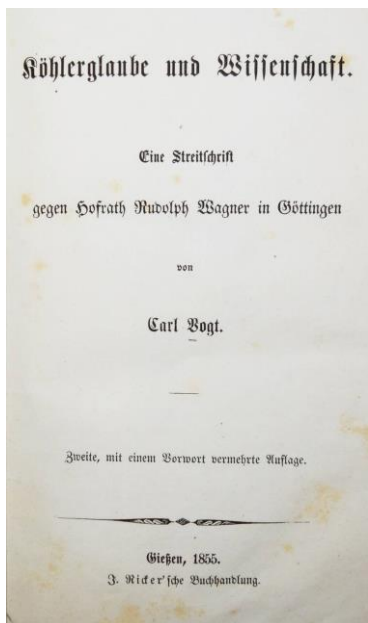 Köhlerglaube und Wissenschaft.
Eine Streitschrift
gegen Hofrath Rudolph Wagner in Göttingen
von
Carl Vogt.
Zweite, mit einem Vorwort vermehrte Auflage.
Gießen, 1855.
J. Ricker'sche Buchhandlung.